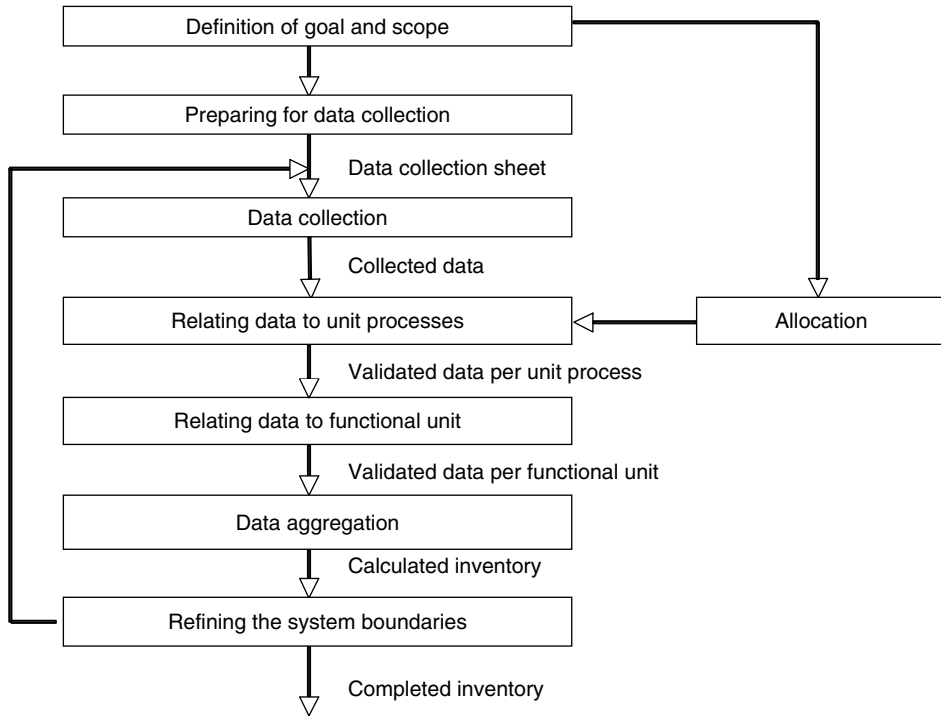 Definition of goal and scope
Preparing for data collection
Data collection sheet
Data collection
Collected data
Relating data to unit processes
Allocation
Validated data per unit process
Relating data to functional unit
Validated data per functional unit
Data aggregation
Calculated inventory
Refining the system boundaries
Completed inventory